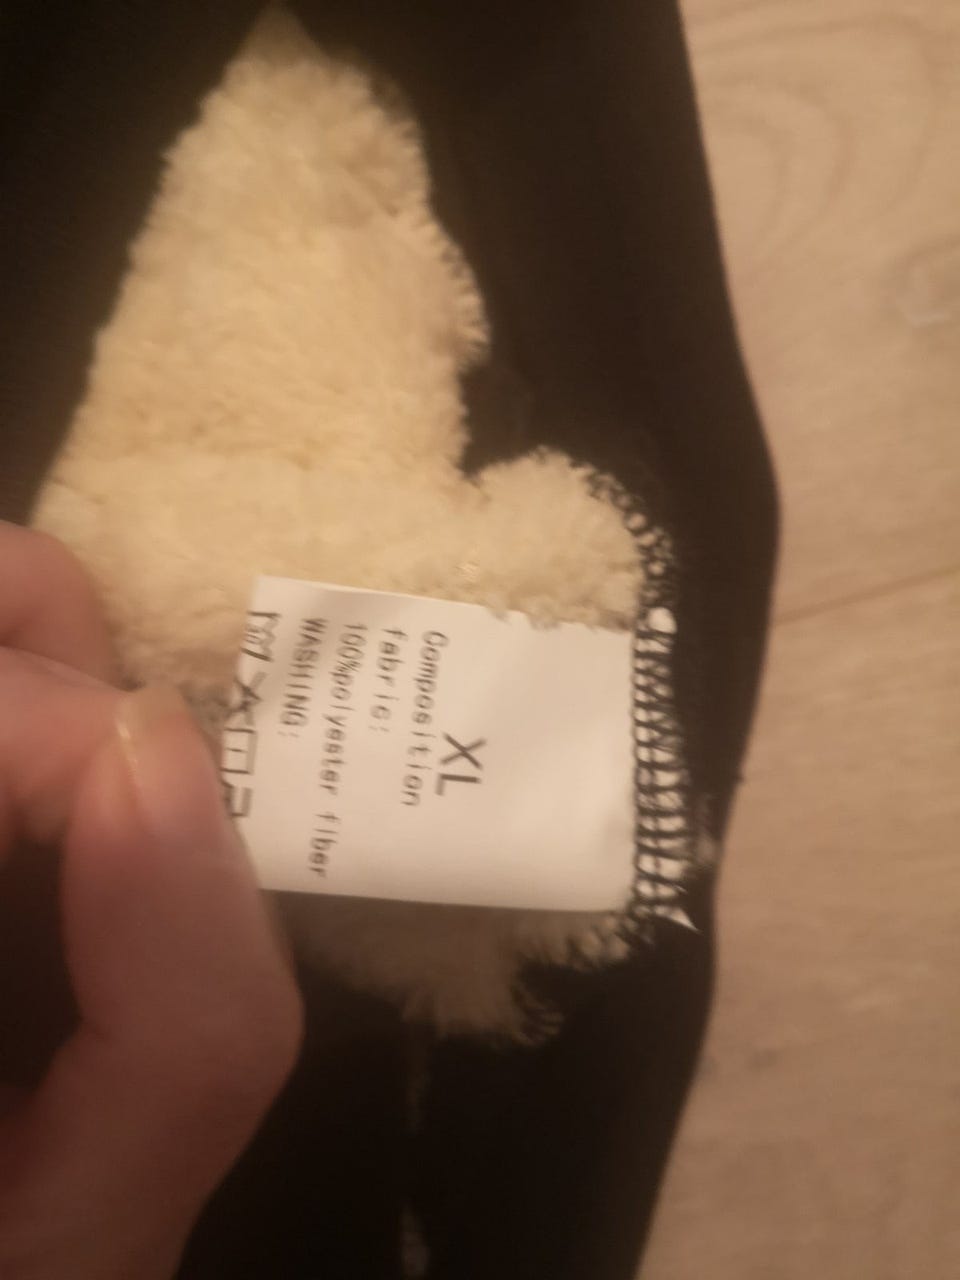 XL
Composition
fabric:
100%polyester fiber
WASHING: